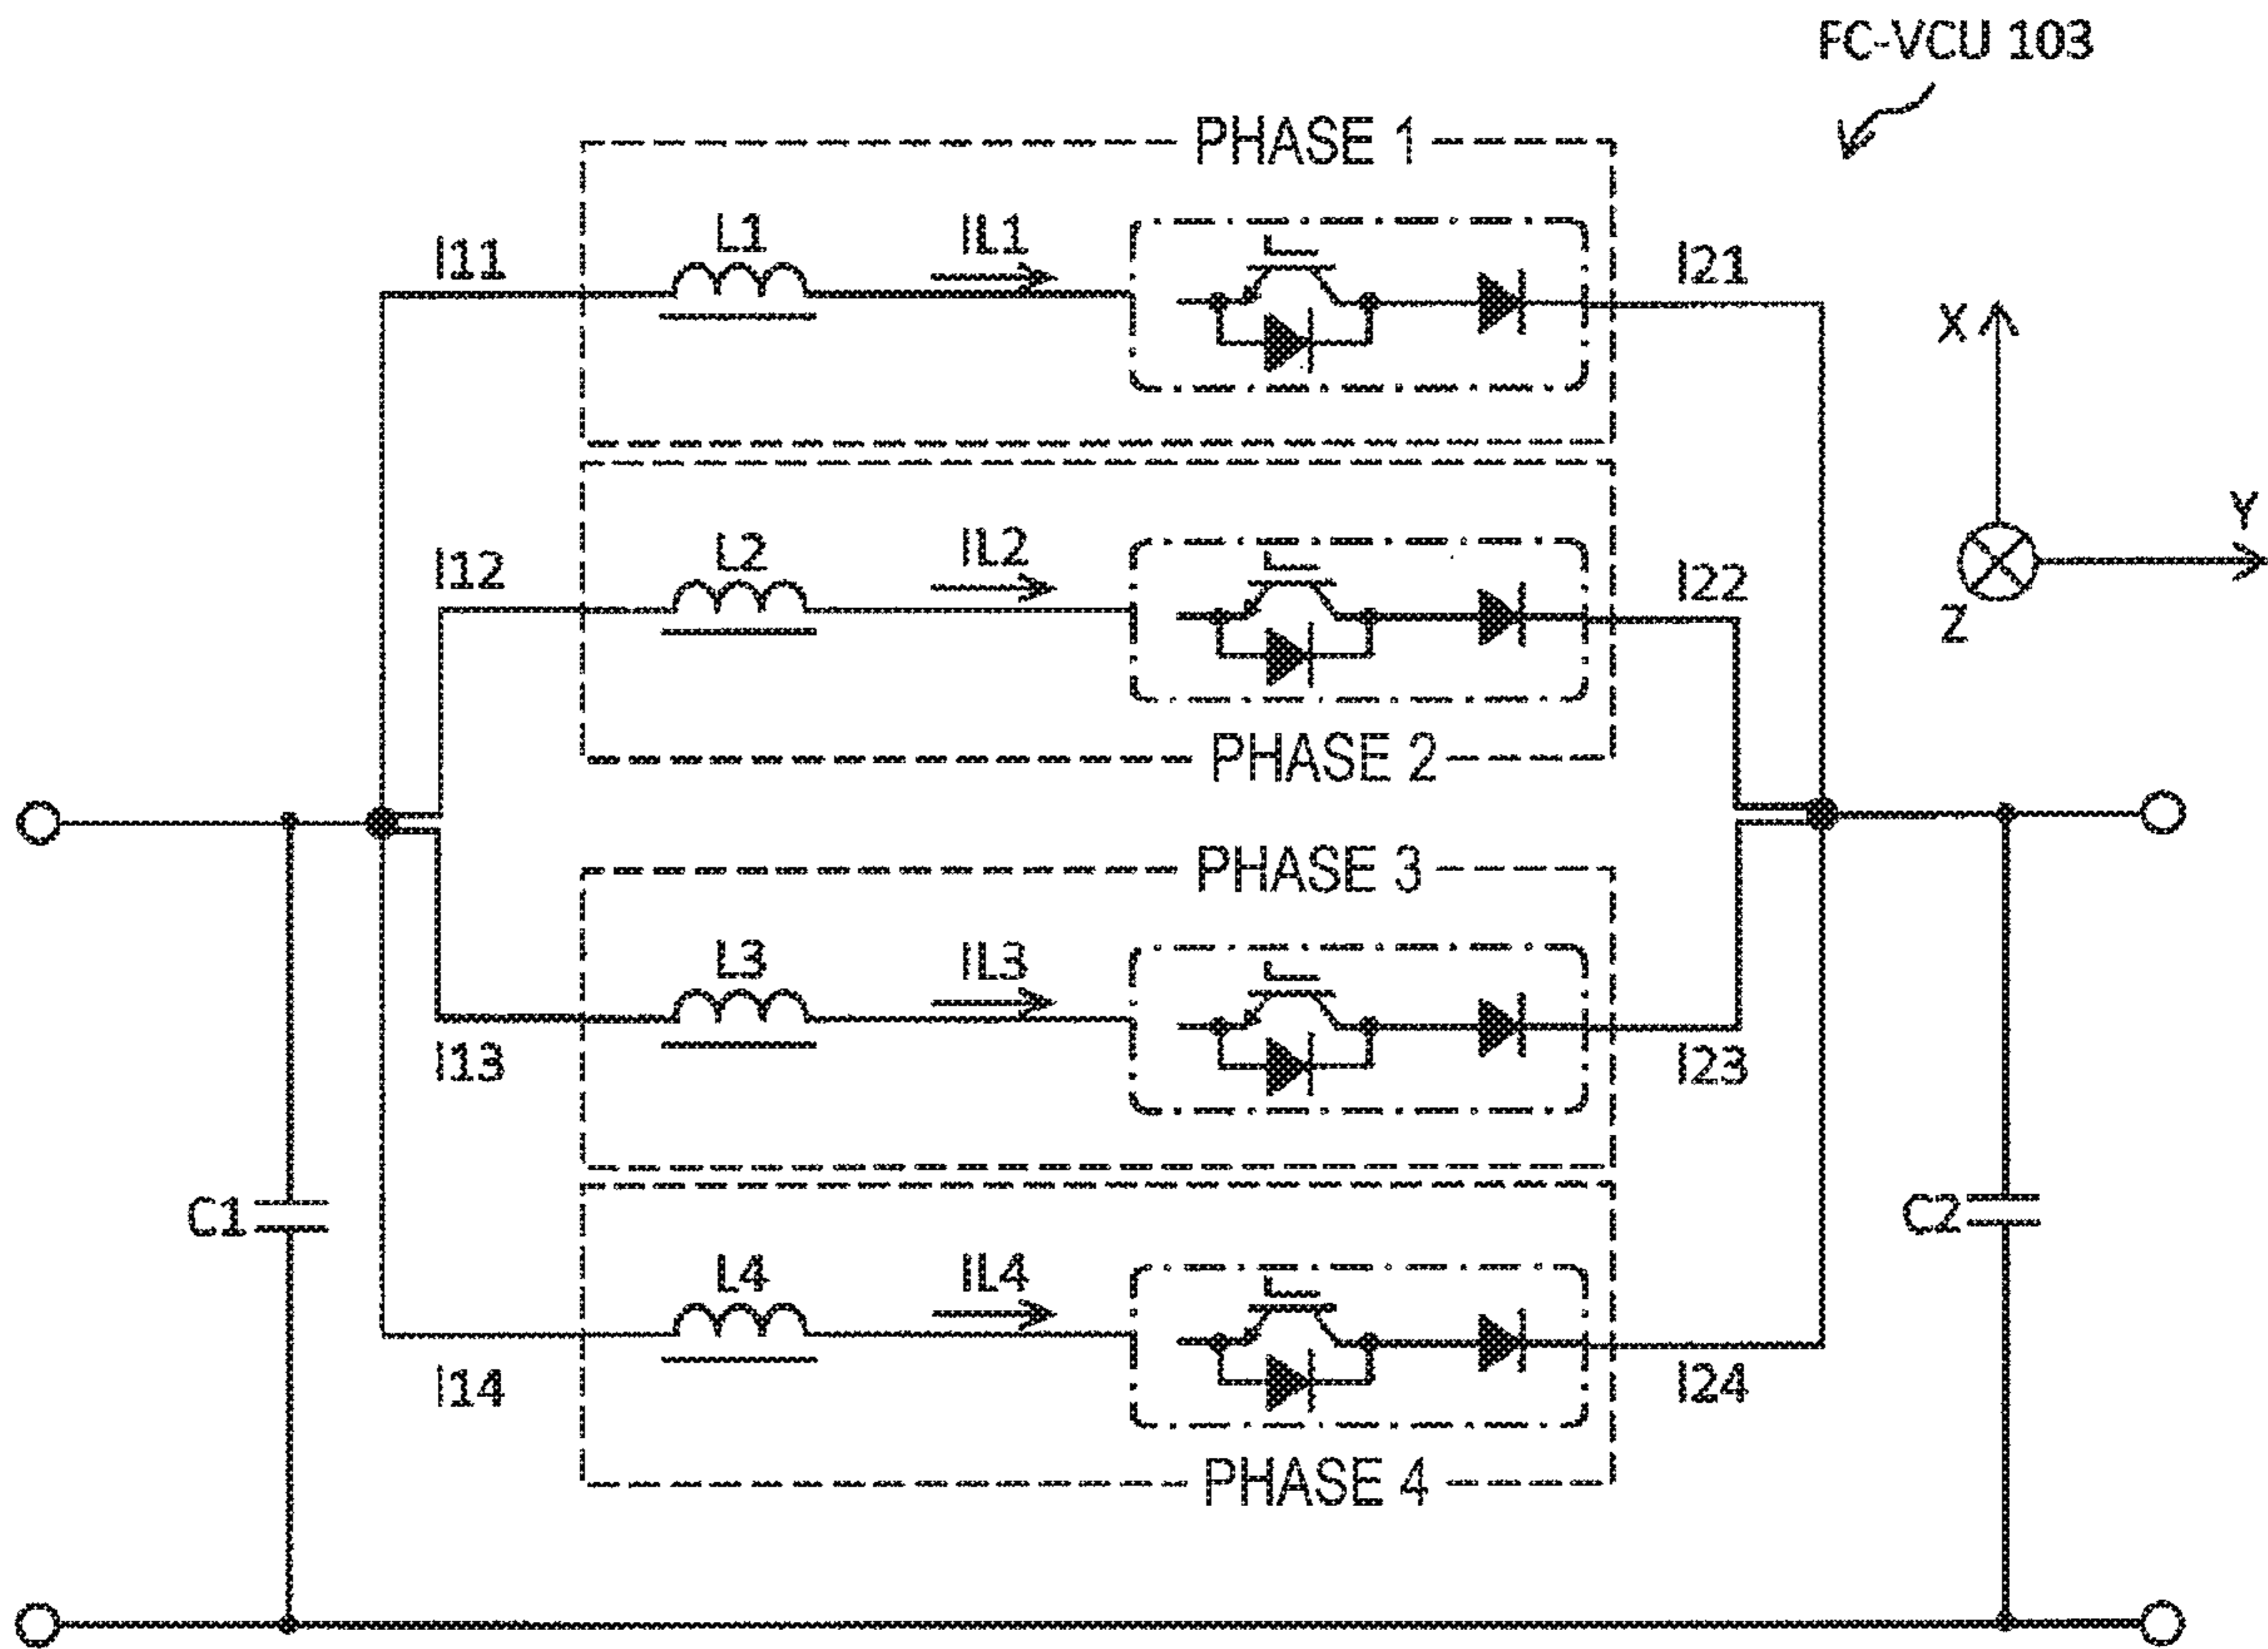 FC-VCU 103
PHASE 1
L1
IL1
I11
I21
X
L2
IL2
I12
I22
Y
Z
PHASE 2
PHASE 3
L3
IL3
I13
I23
C1
C2
L4
IL4
I14
I24
PHASE 4